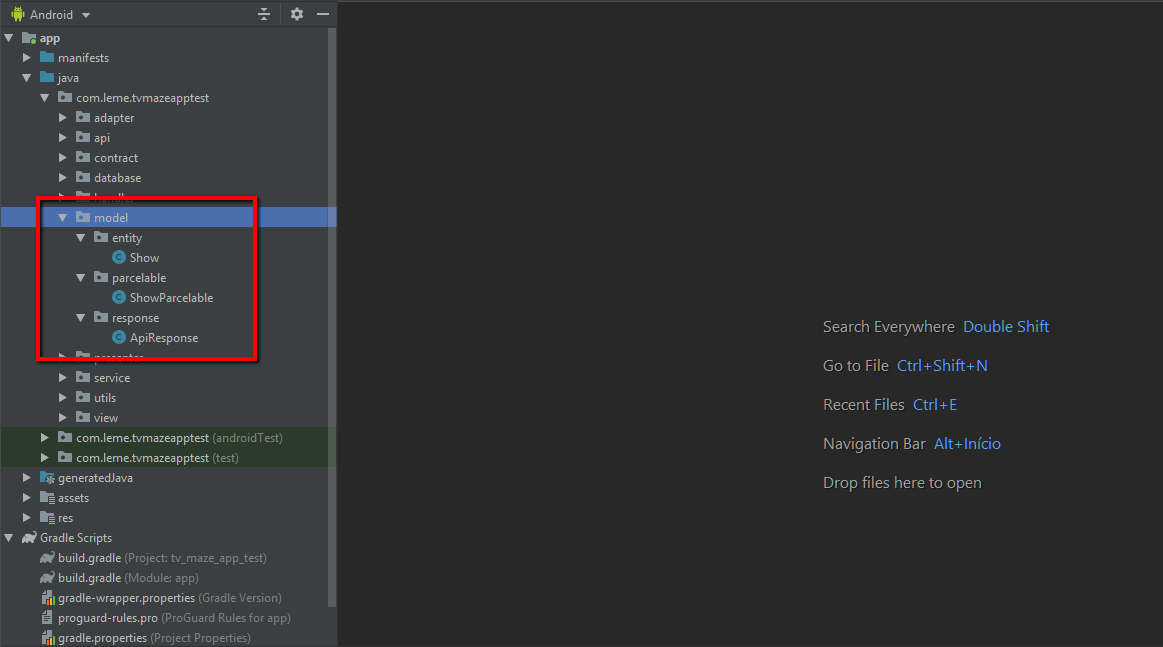 Android
app
manifests
java
com.leme.tvmazeapptest
adapter
api
contract
database
model
entity
Show
parcelable
ShowParcelable
response
ApiResponse
service
utils
view
com.leme.tvmazeapptest (androidTest)
com.leme.tvmazeapptest (test)
generatedJava
assets
res
Gradle Scripts
build.gradle (Project: tv_maze_app_test)
build.gradle (Module: app)
gradle-wrapper.properties (Gradle Version)
proguard-rules.pro (ProGuard Rules for app)
gradle.properties (Project Properties)
Search Everywhere Double Shift
Go to File Ctrl+Shift+N
Recent Files Ctrl+E
Navigation Bar Alt+Início
Drop files here to open